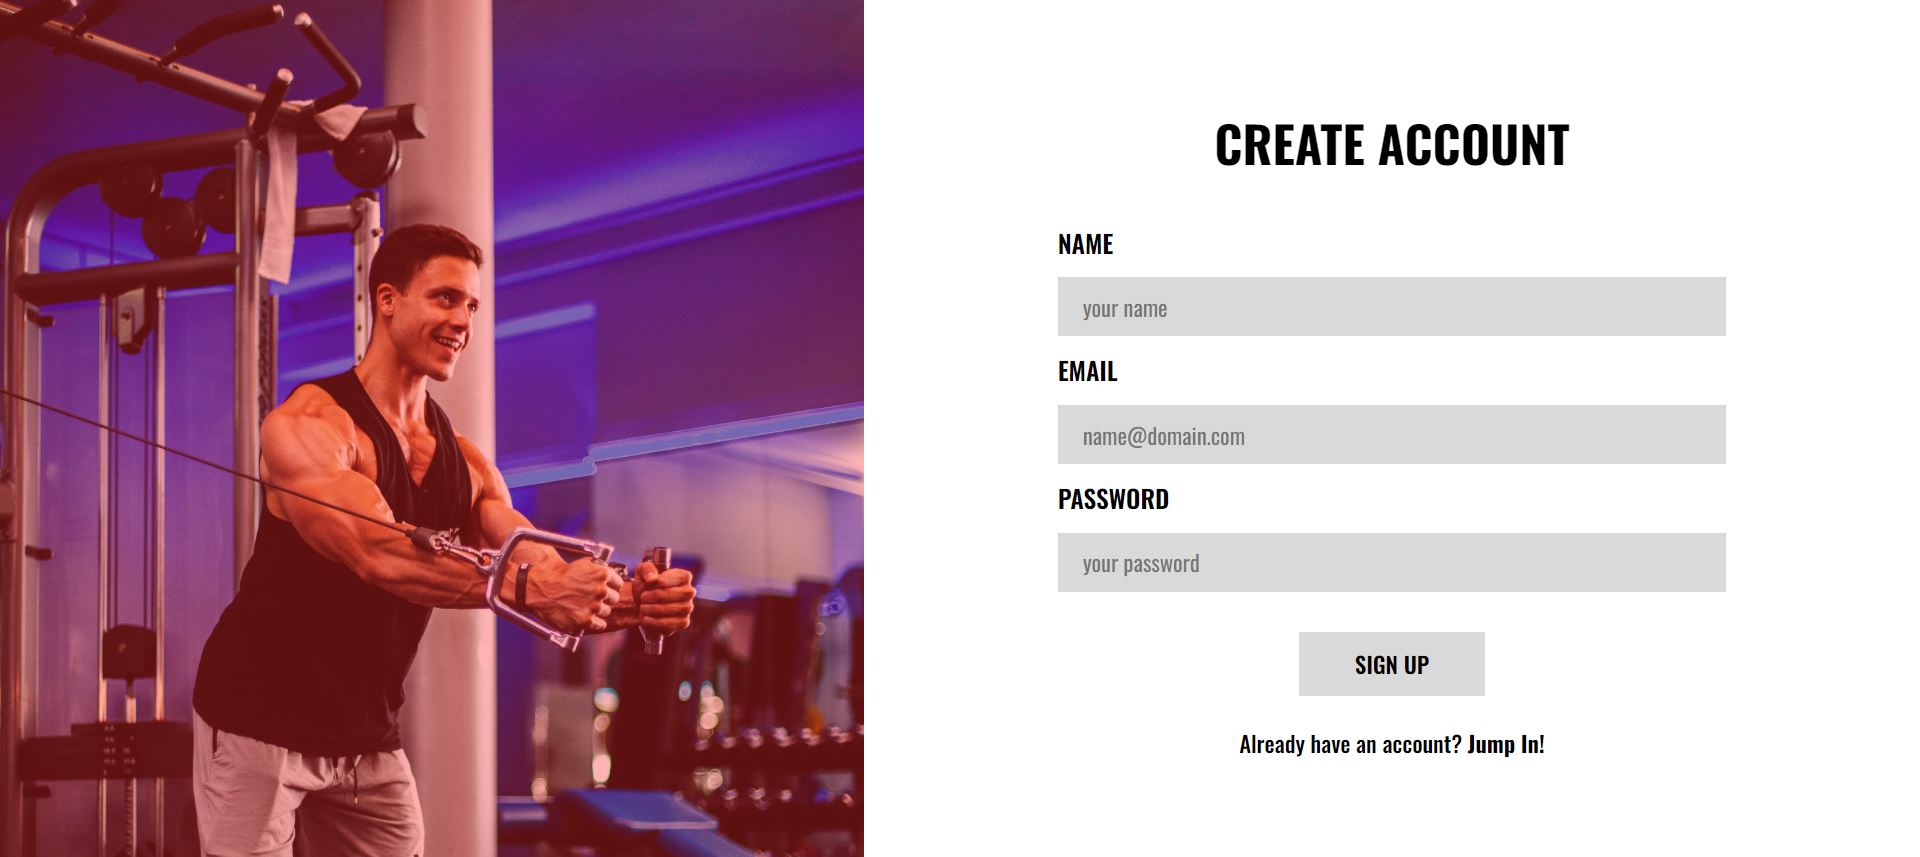 CREATE ACCOUNT
NAME
your name
EMAIL
name@domain.com
PASSWORD
your password
SIGN UP
Already have an account? Jump In!